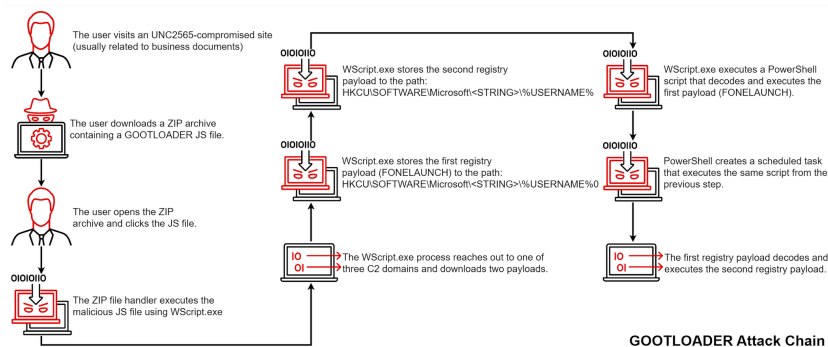 The user visits an UNC2565-compromised site
(usually related to business documents)
The user downloads a ZIP archive
containing a GOOTLOADER JS file.
The user opens the ZIP
archive and clicks the JS file.
OIOIOIIO
The ZIP file handler executes the
malicious JS file using WScript.exe
IO
OI
The WScript.exe process reaches out to one of
three C2 domains and downloads two payloads.
OIOIOIIO
WScript.exe stores the first registry
payload (FONELAUNCH) to the path:
HKCU\SOFTWARE\Microsoft\<STRING>\%USERNAME%0
OIOIOIIO
WScript.exe stores the second registry
payload to the path:
HKCU\SOFTWARE\Microsoft\<STRING>\%USERNAME%
OIOIOIIO
WScript.exe executes a PowerShell
script that decodes and executes the
first payload (FONELAUNCH).
OIOIOIIO
PowerShell creates a scheduled task
that executes the same script from the
previous step.
IO
OI
The first registry payload decodes and
executes the second registry payload.
GOOTLOADER Attack Chain